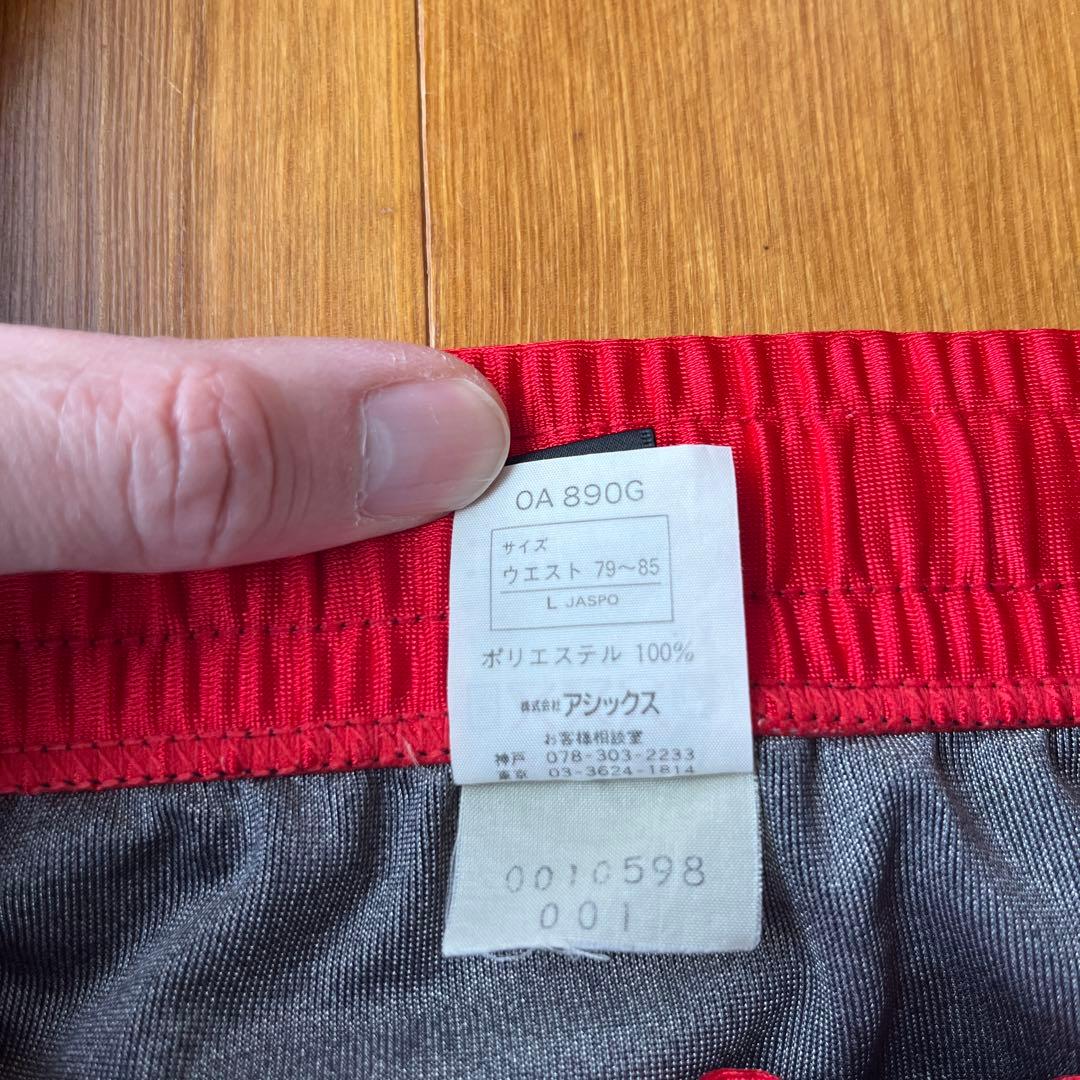 OA 890G
サイズ
ウエスト 79〜85
L JASPO
ポリエステル 100%
株式会社 アシックス
お客様相談室
神戸 078-303-2233
東京 03-3624-1814
0010598
001